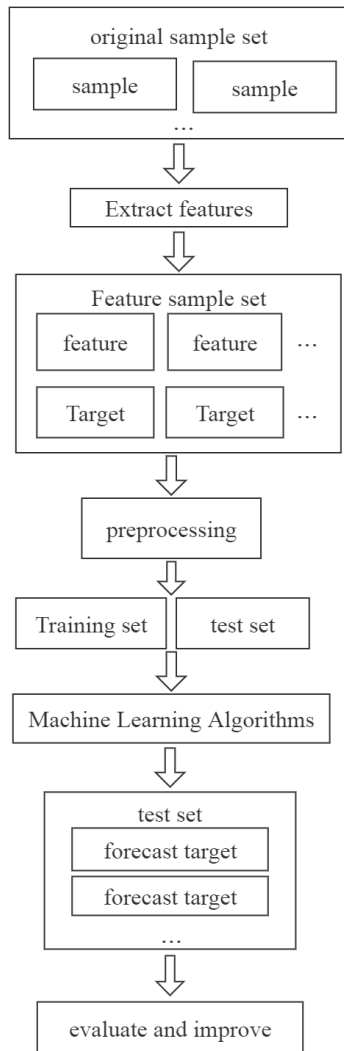 original sample set
sample
sample
...
Extract features
Feature sample set
feature
feature
...
Target
Target
...
preprocessing
Training set
test set
Machine Learning Algorithms
test set
forecast target
forecast target
...
evaluate and improve